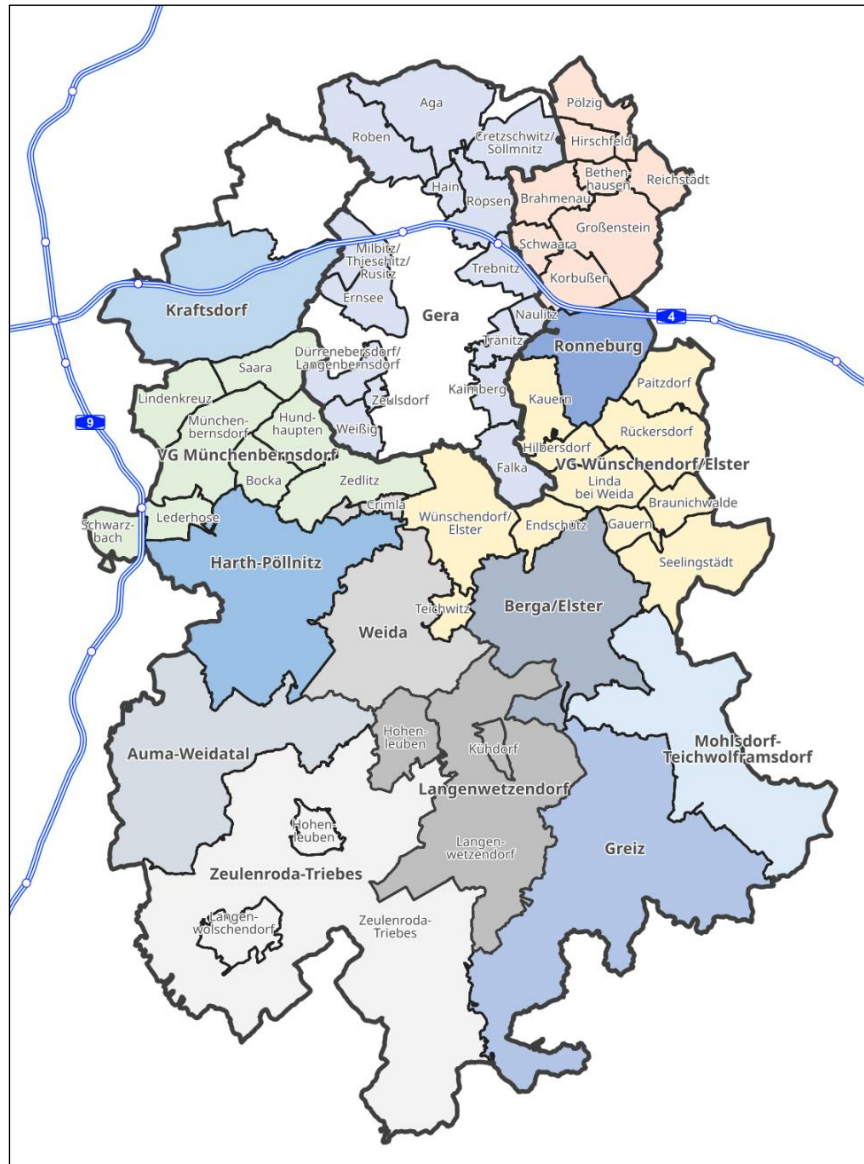 Pölzig
Aga
Roben
Cretzschwitz/
Söllmnitz
Hirschfeld
Bethen-
hausen
Reichstädt
Hain
Röpsen
Brahmenau
Großenstein
Schwaara
Milbitz/
Thieschitz/
Rusitz
Trebnitz
Korbußen
Ernsee
Kraftsdorf
Gera
Naulitz
4
Tränitz
Ronneburg
Dürrenebersdorf/
Langenbernsdorf
Saara
Paitzdorf
Lindenkreuz
Zeulsdorf
Kaimberg
Kauern
München-
bernsdorf
Hund-
haupten
9
Weißig
Rückersdorf
Hilbersdorf
VG Münchenbernsdorf
VG Wünschendorf/Elster
Falka
Bocka
Zedlitz
Linda
bei Weida
Crimla
Braunichwalde
Lederhose
Schwarz-
bach
Wünschendorf/
Elster
Endschütz
Gauern
Harth-Pöllnitz
Seelingstädt
Teichwitz
Berga/Elster
Weida
Hohen-
leuben
Kühdorf
Mohlsdorf-
Teichwolframsdorf
Auma-Weidatal
Langenwetzendorf
Hohen-
leuben
Langen-
wetzendorf
Greiz
Zeulenroda-Triebes
Langen-
wolschendorf
Zeulenroda-
Triebes